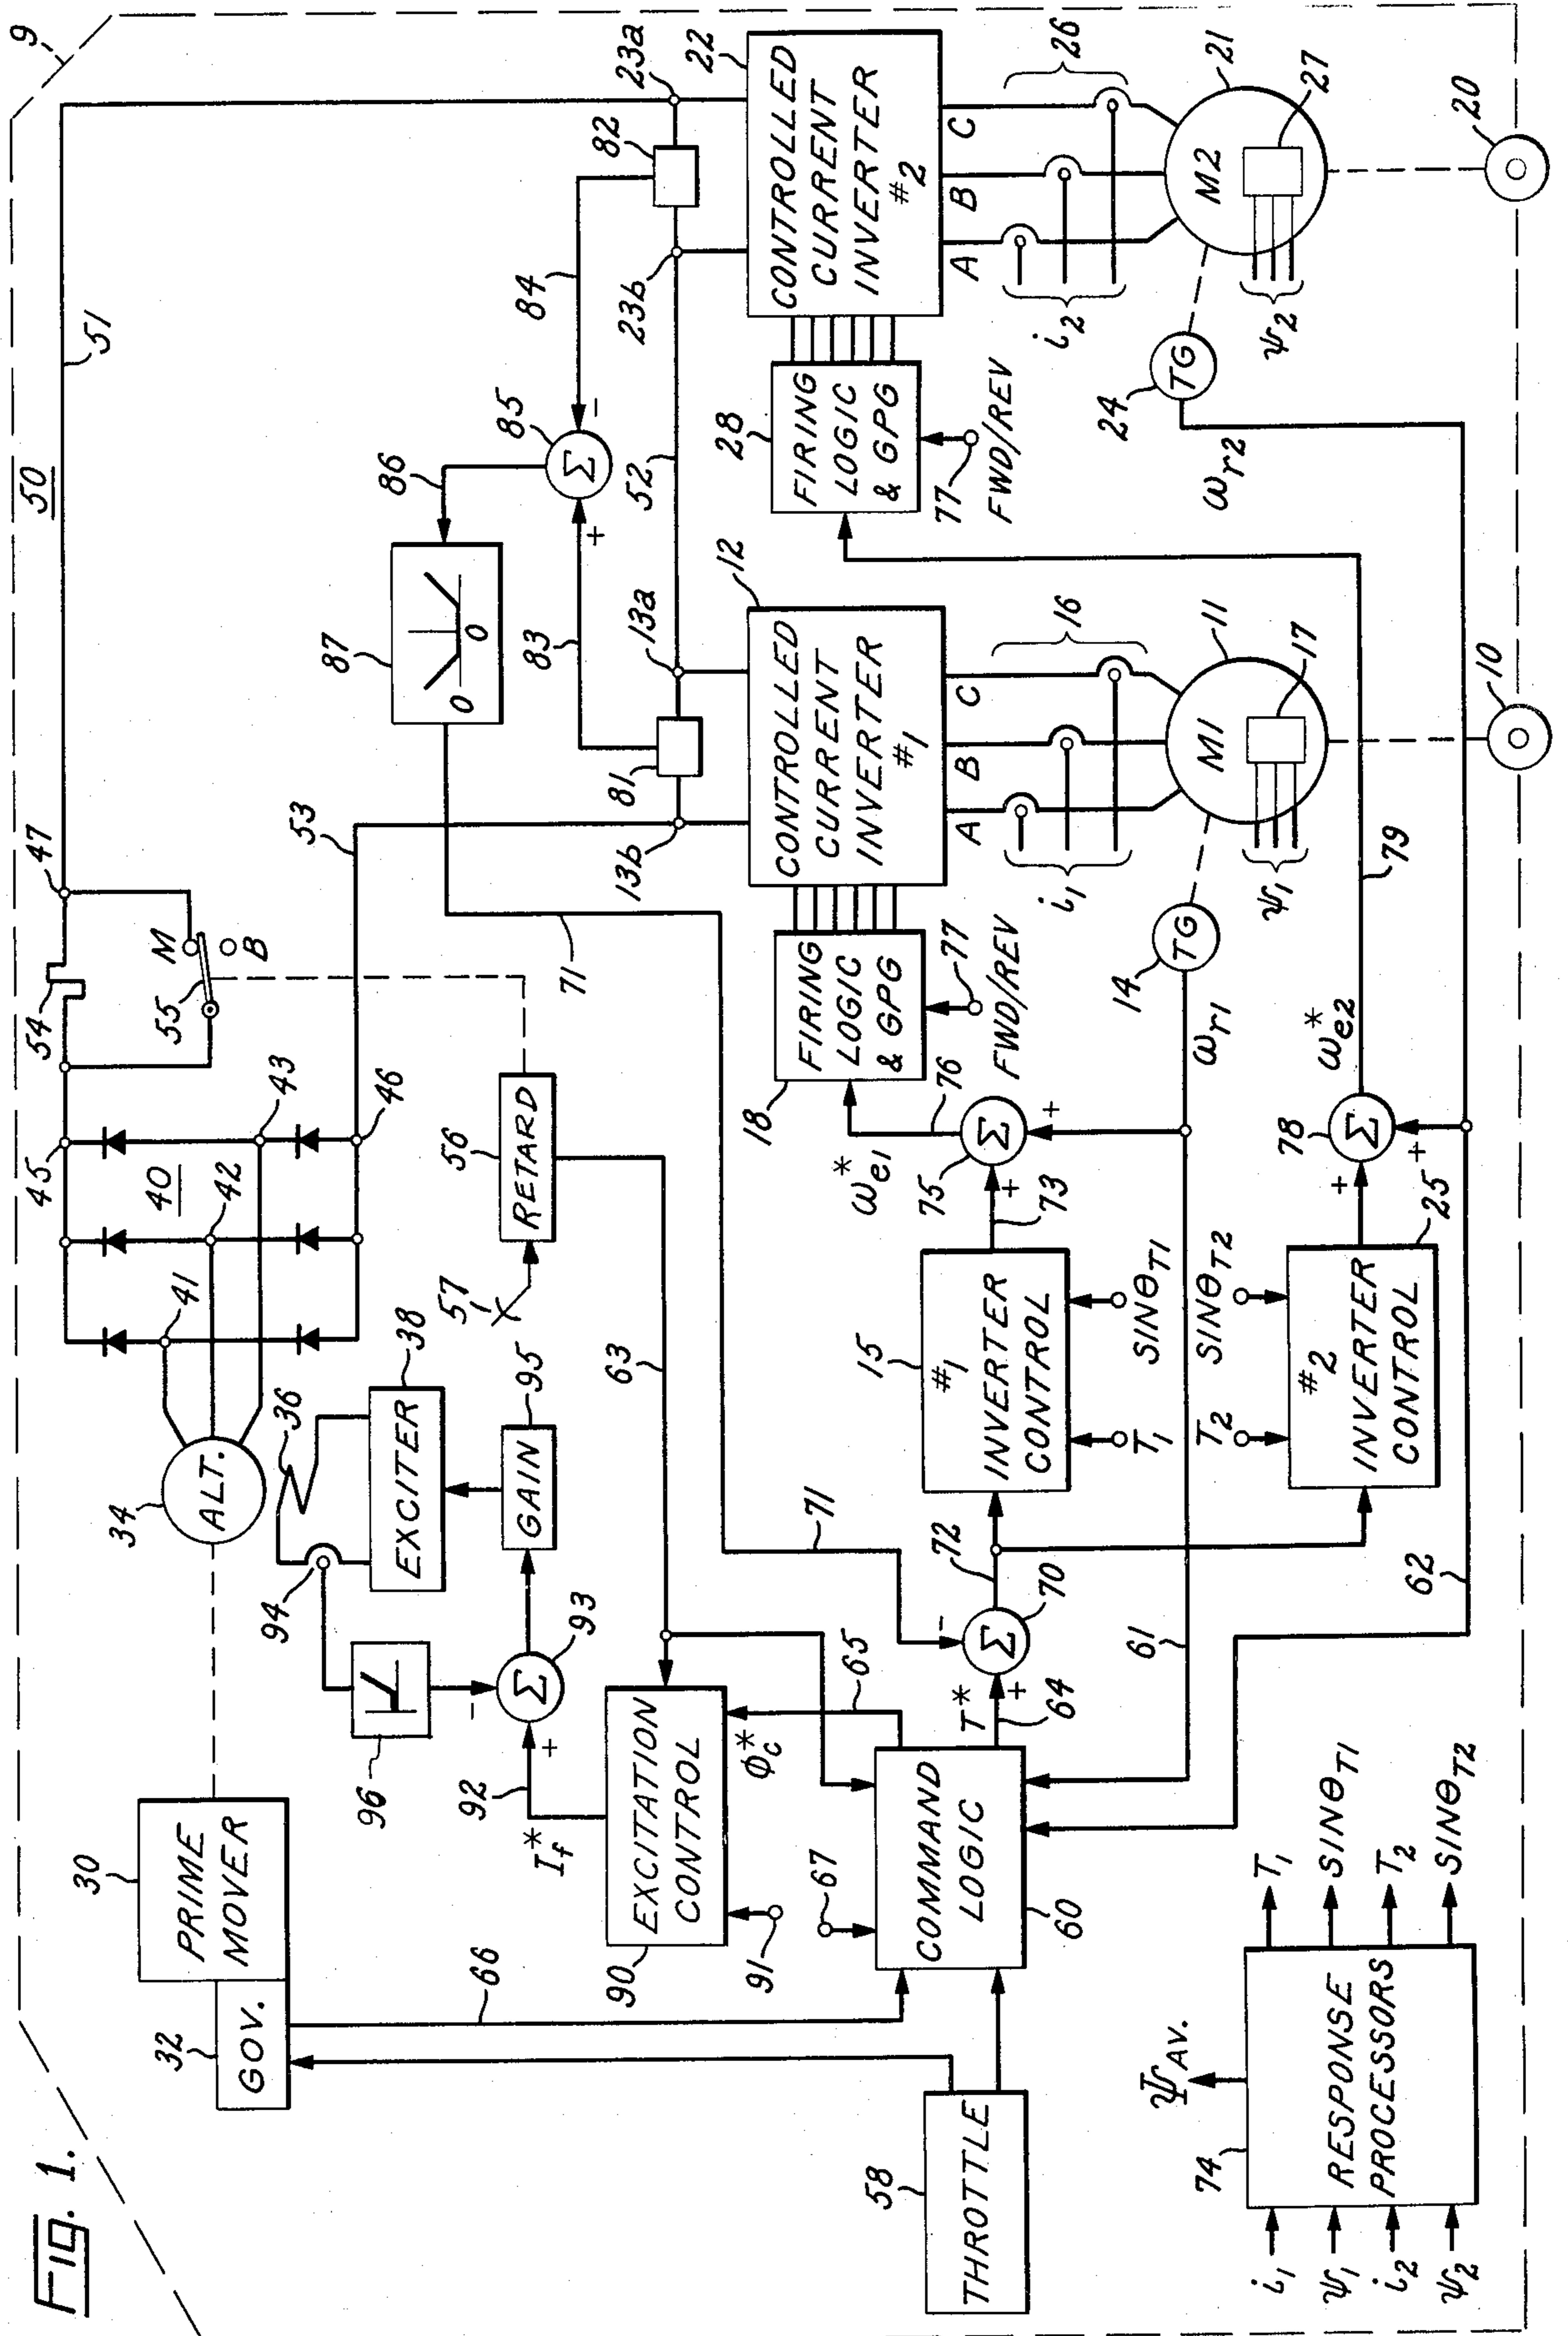 Fig. 1.
9
50
51
30
PRIME
MOVER
32
GOV.
66
34
ALT.
36
38
EXCITER
94
96
93
Σ
+
-
92
I_f*
95
GAIN
40
41
42
43
45
46
47
53
54
55
M
B
56
RETARD
57
63
90
EXCITATION
CONTROL
91
Φ_c*
65
58
THROTTLE
67
60
COMMAND
LOGIC
T*
64
+
-
70
Σ
71
72
61
62
71
87
0
0
86
85
Σ
+
-
83
84
81
82
52
13a
13b
23a
23b
15
#1
INVERTER
CONTROL
T1
SINθT1
73
+
75
Σ
+
ωe1*
76
18
FIRING
LOGIC
& GPG
77
FWD/REV
12
CONTROLLED
CURRENT
INVERTER
#1
A
B
C
16
i1
11
M1
17
ψ1
14
TG
ωr1
10
T2
SINθT2
#2
INVERTER
CONTROL
25
+
78
Σ
+
ωe2*
79
28
FIRING
LOGIC
& GPG
77
FWD/REV
22
CONTROLLED
CURRENT
INVERTER
#2
A
B
C
26
i2
21
M2
27
ψ2
24
TG
ωr2
20
74
RESPONSE
PROCESSORS
ΨAV.
i1
ψ1
i2
ψ2
T1
SINθT1
T2
SINθT2